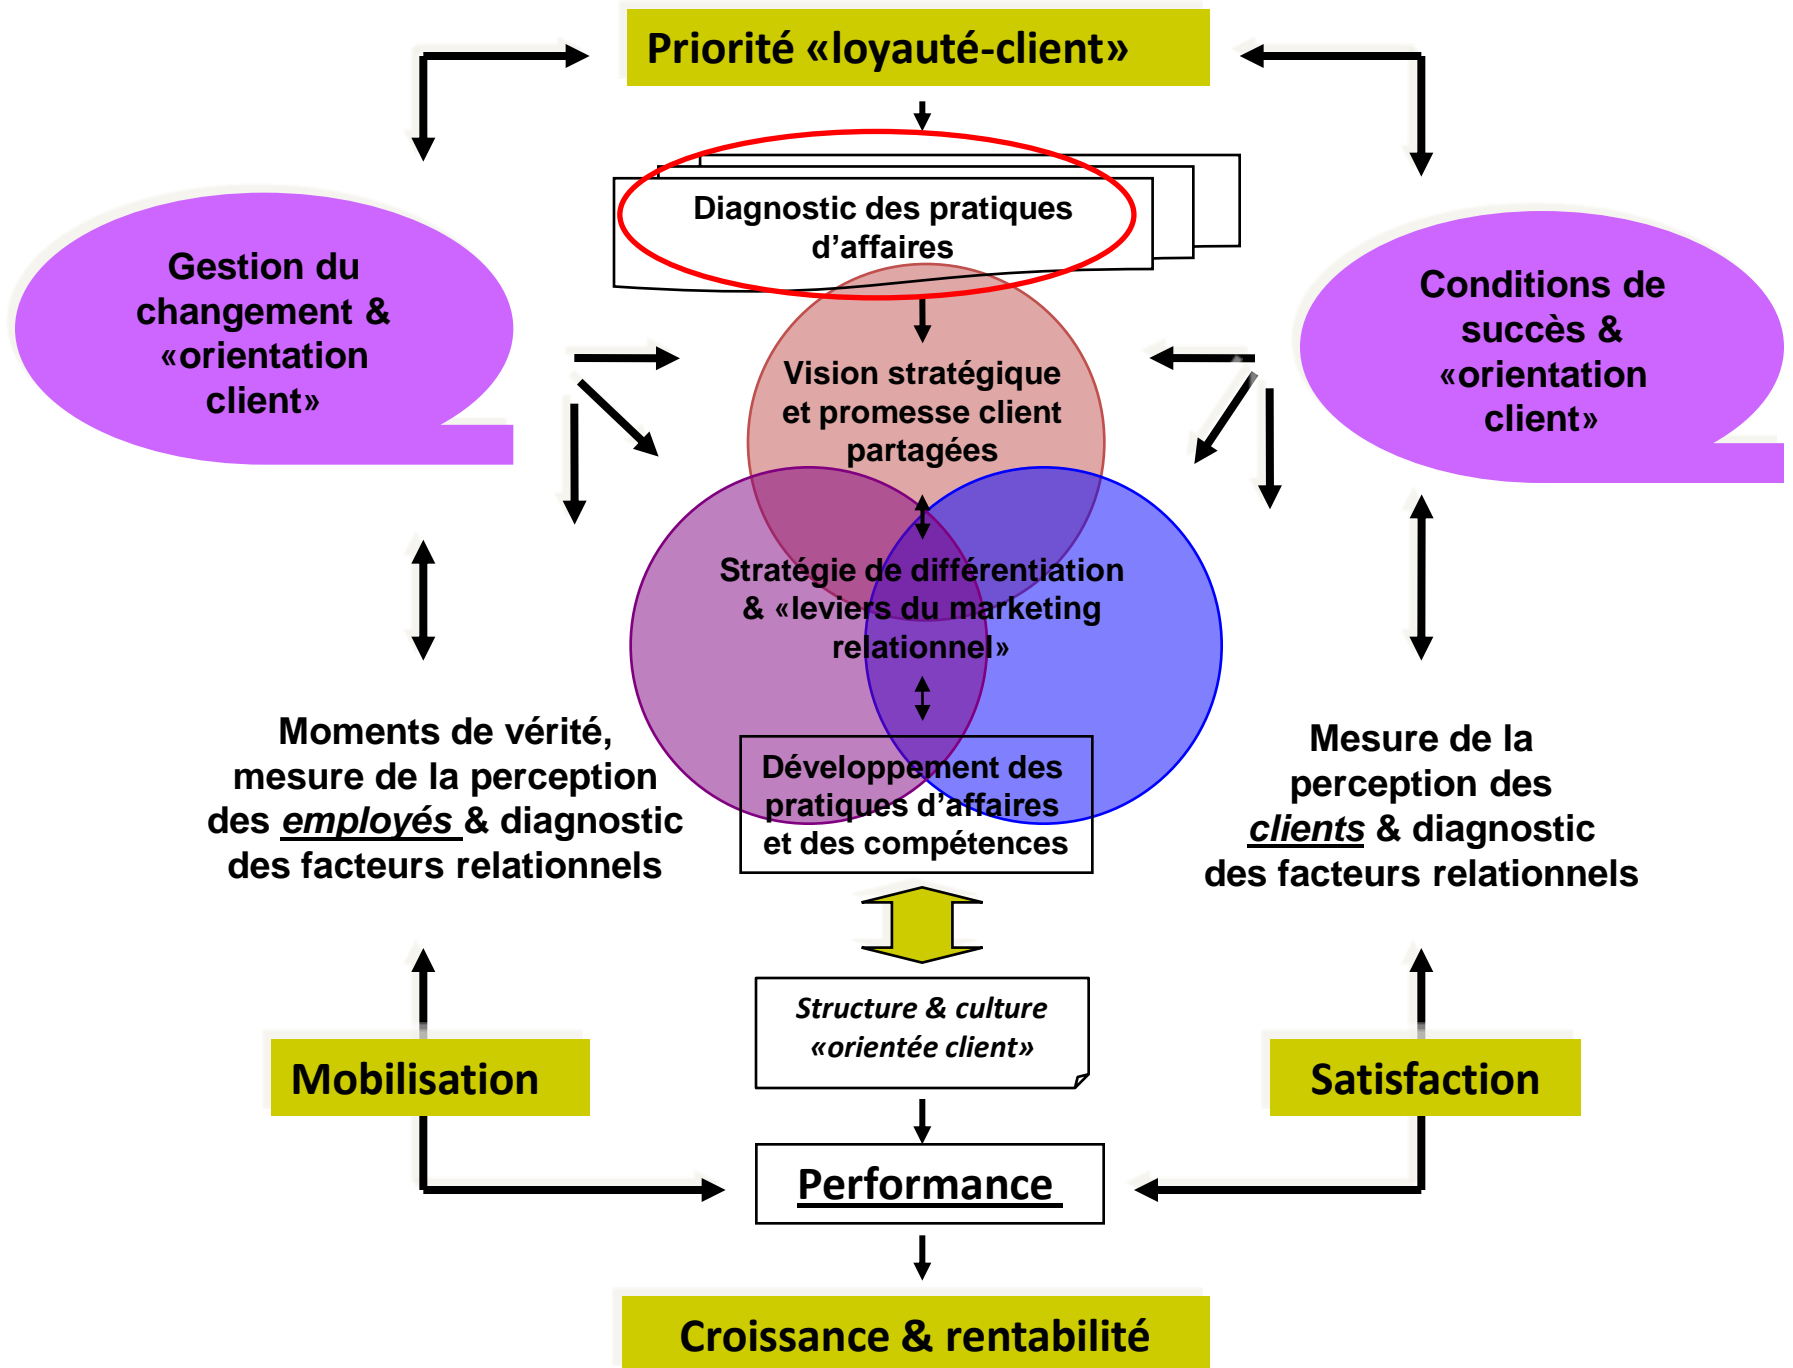 Priorité «loyauté-client»
Diagnostic des pratiques
d’affaires
Gestion du
changement &
«orientation
client»
Conditions de
succès &
«orientation
client»
Vision stratégique
et promesse client
partagées
Stratégie de différentiation
& «leviers du marketing
relationnel»
Développement des
pratiques d’affaires
et des compétences
Moments de vérité,
mesure de la perception
des employés & diagnostic
des facteurs relationnels
Mesure de la
perception des
clients & diagnostic
des facteurs relationnels
Structure & culture
«orientée client»
Mobilisation
Satisfaction
Performance
Croissance & rentabilité